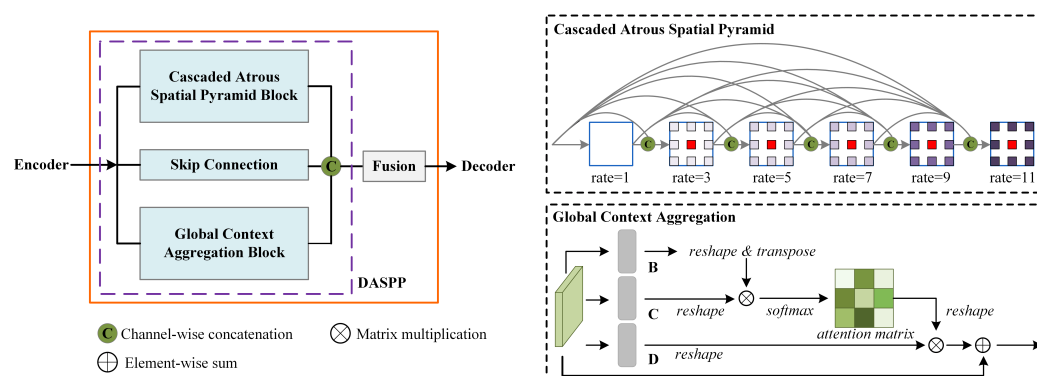 Cascaded Atrous
Spatial Pyramid Block
Encoder
Skip Connection
C
Fusion
Decoder
Global Context
Aggregation Block
DASPP
C Channel-wise concatenation
Matrix multiplication
Element-wise sum
Cascaded Atrous Spatial Pyramid
C C C C C
rate=1 rate=3 rate=5 rate=7 rate=9 rate=11
Global Context Aggregation
B reshape & transpose
C reshape softmax attention matrix reshape
D reshape